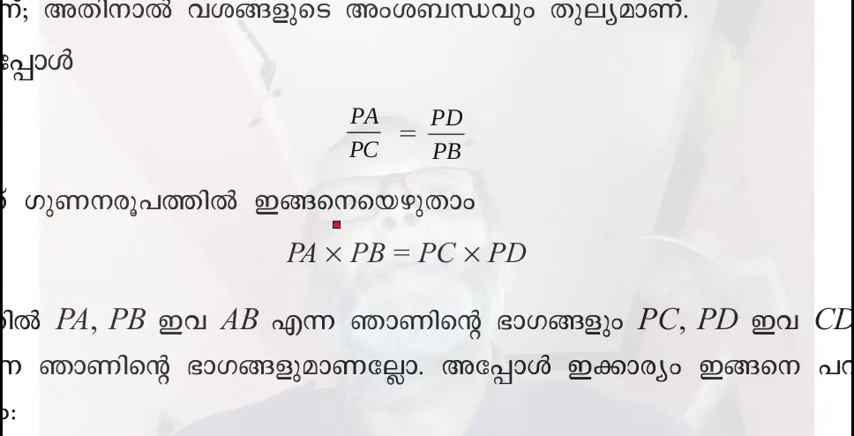 ണ്; അതിനാൽ വശങ്ങളുടെ അംശബന്ധവും തുല്യമാണ്.
പ്പോൾ
PA/PC = PD/PB
ഗുണനരൂപത്തിൽ ഇങ്ങനെയെഴുതാം
PA × PB = PC × PD
ിൽ PA, PB ഇവ AB എന്ന ഞാണിന്റെ ഭാഗങ്ങളും PC, PD ഇവ CD
ന്ന ഞാണിന്റെ ഭാഗങ്ങളുമാണല്ലോ. അപ്പോൾ ഇക്കാര്യം ഇങ്ങനെ